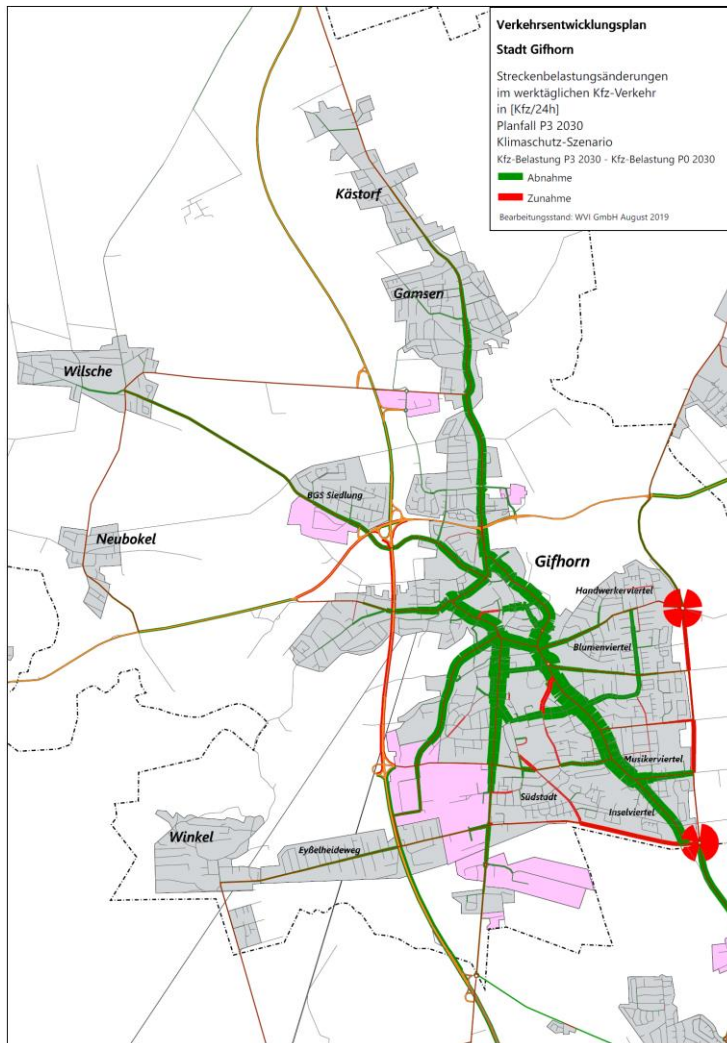 Verkehrsentwicklungsplan
Stadt Gifhorn
Streckenbelastungsänderungen
im werktäglichen Kfz-Verkehr
in [Kfz/24h]
Planfall P3 2030
Klimaschutz-Szenario
Kfz-Belastung P3 2030 - Kfz-Belastung P0 2030
Abnahme
Zunahme
Bearbeitungsstand: WVI GmbH August 2019
Kästorf
Gamsen
Wilsche
BGS Siedlung
Neubokel
Gifhorn
Handwerkerviertel
Blumenviertel
Musikerviertel
Südstadt
Inselviertel
Winkel
Eyßelheideweg